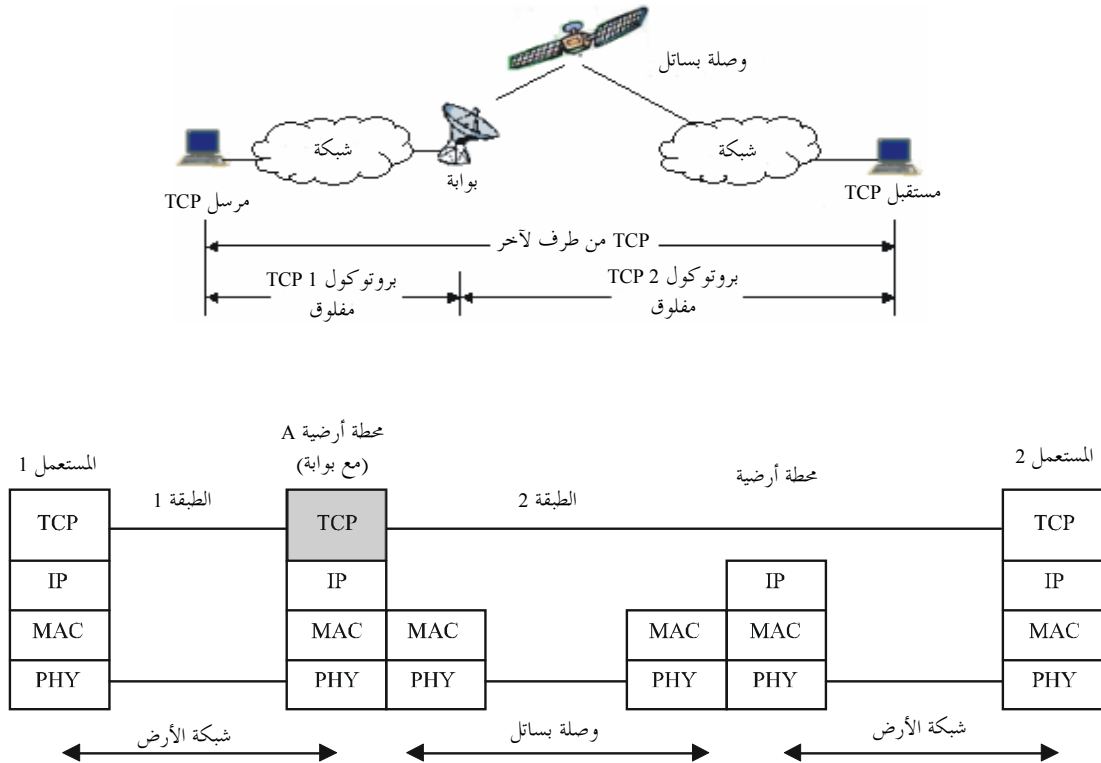 وصلة بساتل
شبكة
شبكة
بوابة
مرسل TCP
مستقبل TCP
TCP من طرف لآخر
بروتوكول TCP 1
مفلوق
بروتوكول TCP 2
مفلوق
المستعمل 1
محطة أرضية A
(مع بوابة)
محطة أرضية
المستعمل 2
الطبقة 1
الطبقة 2
TCP
TCP
TCP
IP
IP
IP
IP
MAC
MAC
MAC
MAC
MAC
MAC
PHY
PHY
PHY
PHY
PHY
PHY
شبكة الأرض
وصلة بساتل
شبكة الأرض